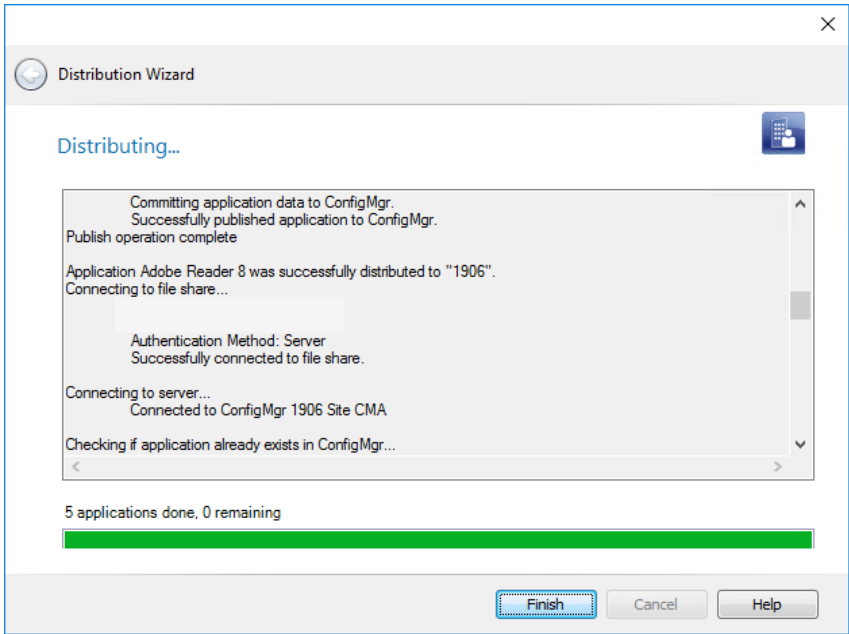 Distribution Wizard
Distributing...
Committing application data to ConfigMgr.
Successfully published application to ConfigMgr.
Publish operation complete
Application Adobe Reader 8 was successfully distributed to "1906".
Connecting to file share...
Authentication Method: Server
Successfully connected to file share.
Connecting to server...
Connected to ConfigMgr 1906 Site CMA
Checking if application already exists in ConfigMgr...
5 applications done, 0 remaining
Finish
Cancel
Help